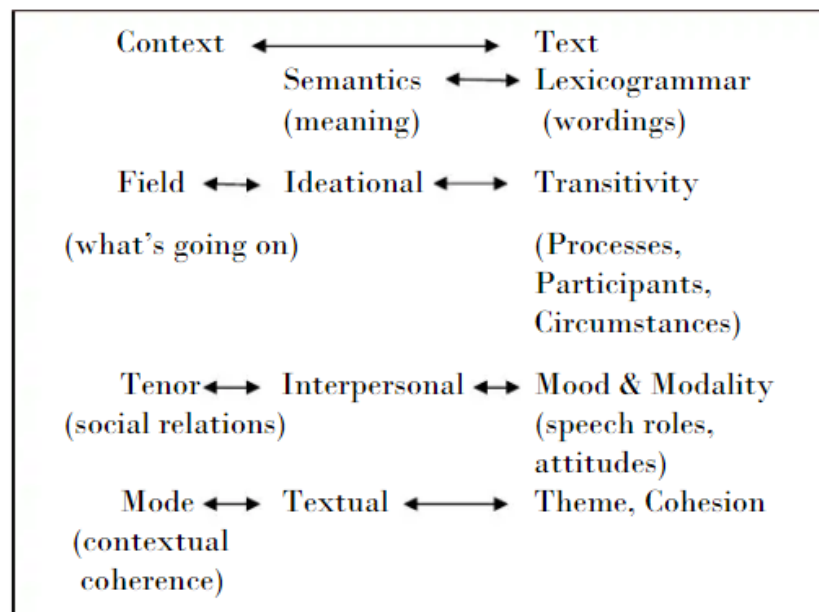 Context Text
Semantics Lexicogrammar
(meaning) (wordings)
Field Ideational Transitivity
(what's going on) (Processes,
Participants,
Circumstances)
Tenor Interpersonal Mood & Modality
(social relations) (speech roles,
attitudes)
Mode Textual Theme, Cohesion
(contextual
coherence)